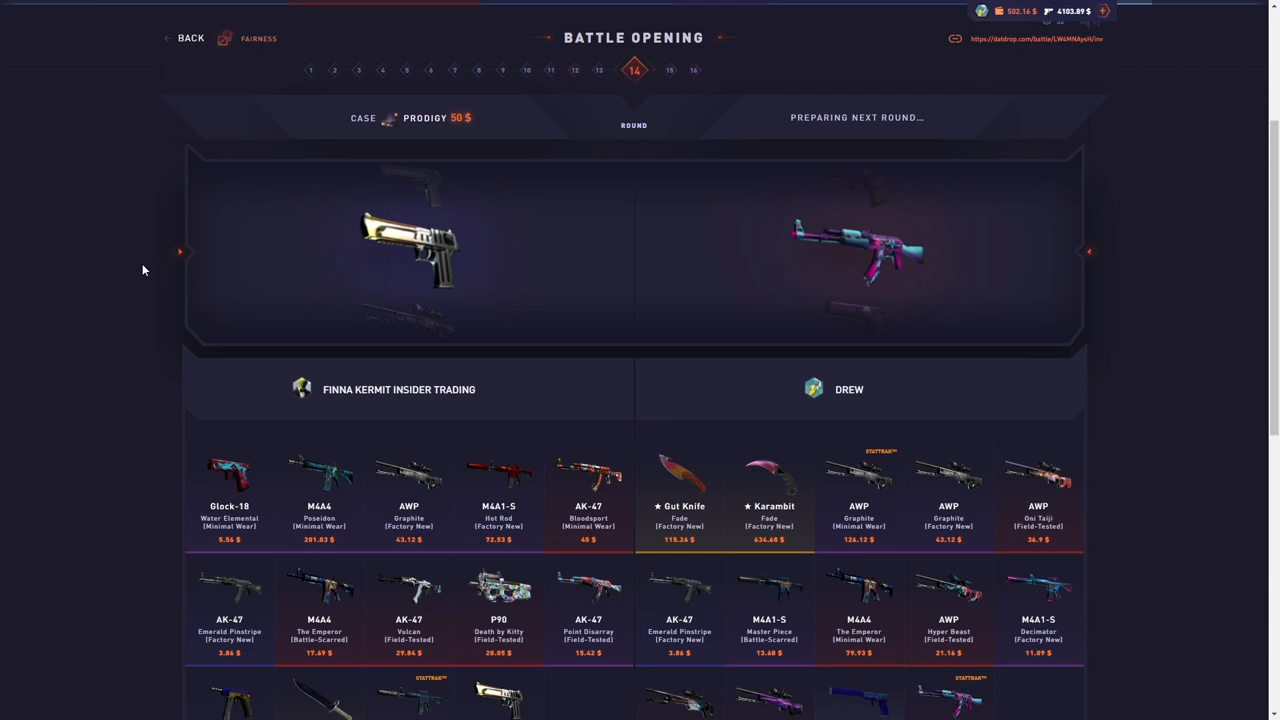 502.16 $ 4103.89 $
BACK FAIRNESS
BATTLE OPENING
https://datdrop.com/battle/LW4MNAysH/inv
1 2 3 4 5 6 7 8 9 10 11 12 13 14 15 16
CASE PRODIGY 50 $
ROUND
PREPARING NEXT ROUND...
FINNA KERMIT INSIDER TRADING
DREW
STATTRAK™
Glock-18 M4A4 AWP M4A1-S AK-47 ★ Gut Knife ★ Karambit AWP AWP AWP
Water Elemental Poseidon Graphite Hot Rod Bloodsport Fade Fade Graphite Graphite Oni Taiji
[Minimal Wear] [Minimal Wear] [Factory New] [Factory New] [Minimal Wear] [Factory New] [Factory New] [Minimal Wear] [Factory New] [Field-Tested]
5.56 $ 201.03 $ 43.12 $ 72.53 $ 45 $ 115.26 $ 634.68 $ 126.12 $ 43.12 $ 36.9 $
AK-47 M4A4 AK-47 P90 AK-47 AK-47 M4A1-S M4A4 AWP M4A1-S
Emerald Pinstripe The Emperor Vulcan Death by Kitty Point Disarray Emerald Pinstripe Master Piece The Emperor Hyper Beast Decimator
[Factory New] [Battle-Scarred] [Field-Tested] [Field-Tested] [Field-Tested] [Factory New] [Battle-Scarred] [Minimal Wear] [Field-Tested] [Factory New]
3.86 $ 17.69 $ 29.84 $ 20.05 $ 15.42 $ 3.86 $ 13.68 $ 79.93 $ 21.16 $ 11.09 $
STATTRAK™ STATTRAK™